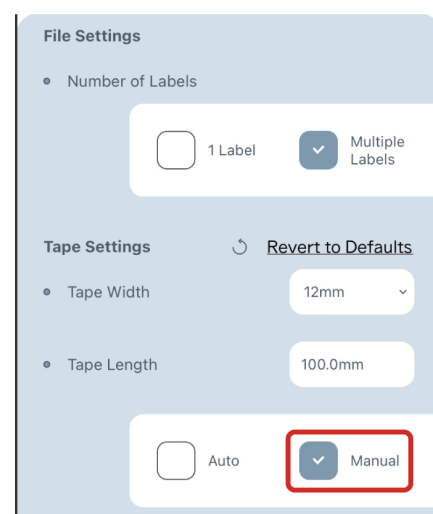 File Settings
Number of Labels
1 Label
Multiple
Labels
Tape Settings
Revert to Defaults
Tape Width
12mm
Tape Length
100.0mm
Auto
Manual